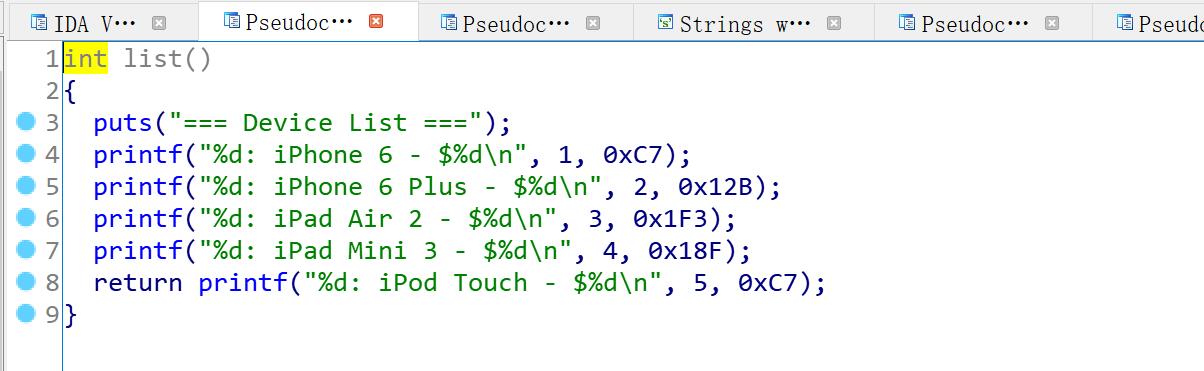 IDA V··· Pseudoc··· Pseudoc··· Strings w··· Pseudoc··· Pseudo
1 int list()
2 {
3 puts("=== Device List ===");
4 printf("%d: iPhone 6 - $%d\n", 1, 0xC7);
5 printf("%d: iPhone 6 Plus - $%d\n", 2, 0x12B);
6 printf("%d: iPad Air 2 - $%d\n", 3, 0x1F3);
7 printf("%d: iPad Mini 3 - $%d\n", 4, 0x18F);
8 return printf("%d: iPod Touch - $%d\n", 5, 0xC7);
9 }